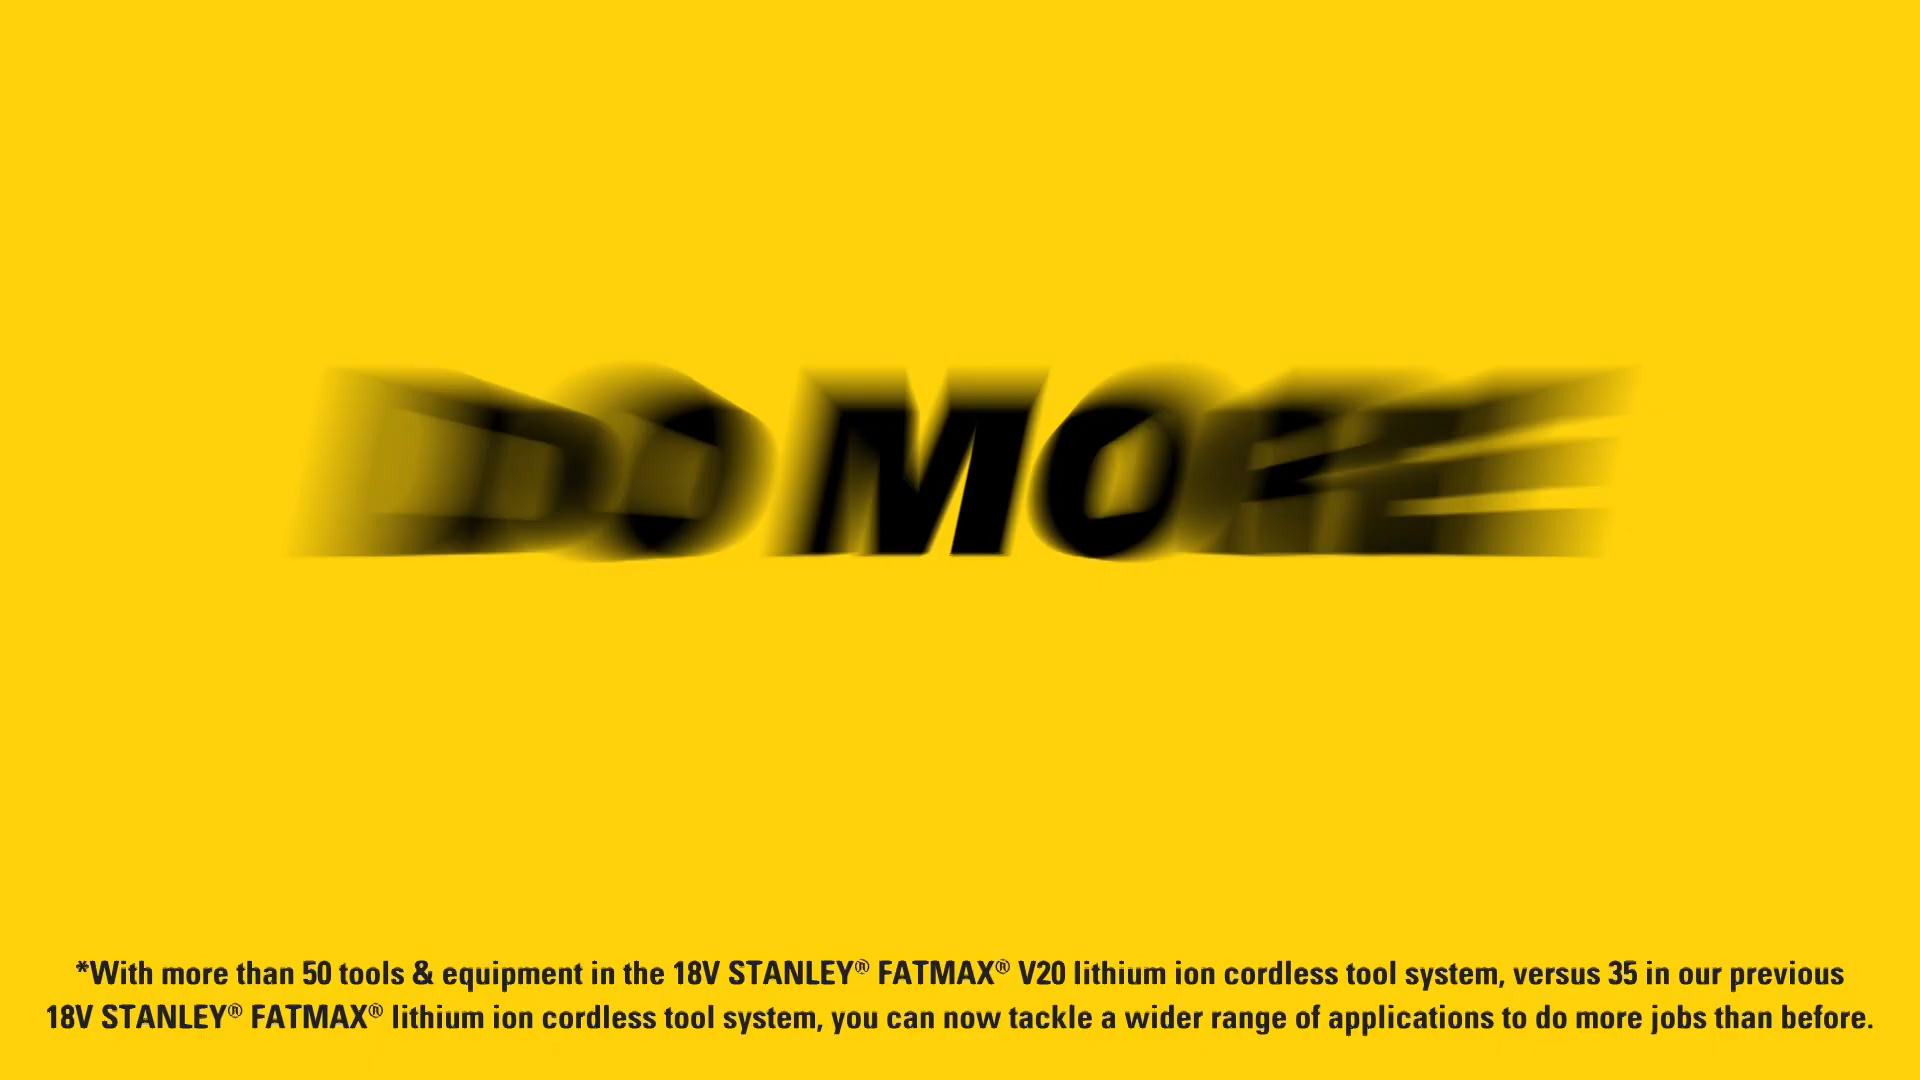 DO MORE
*With more than 50 tools & equipment in the 18V STANLEY® FATMAX® V20 lithium ion cordless tool system, versus 35 in our previous
18V STANLEY® FATMAX® lithium ion cordless tool system, you can now tackle a wider range of applications to do more jobs than before.